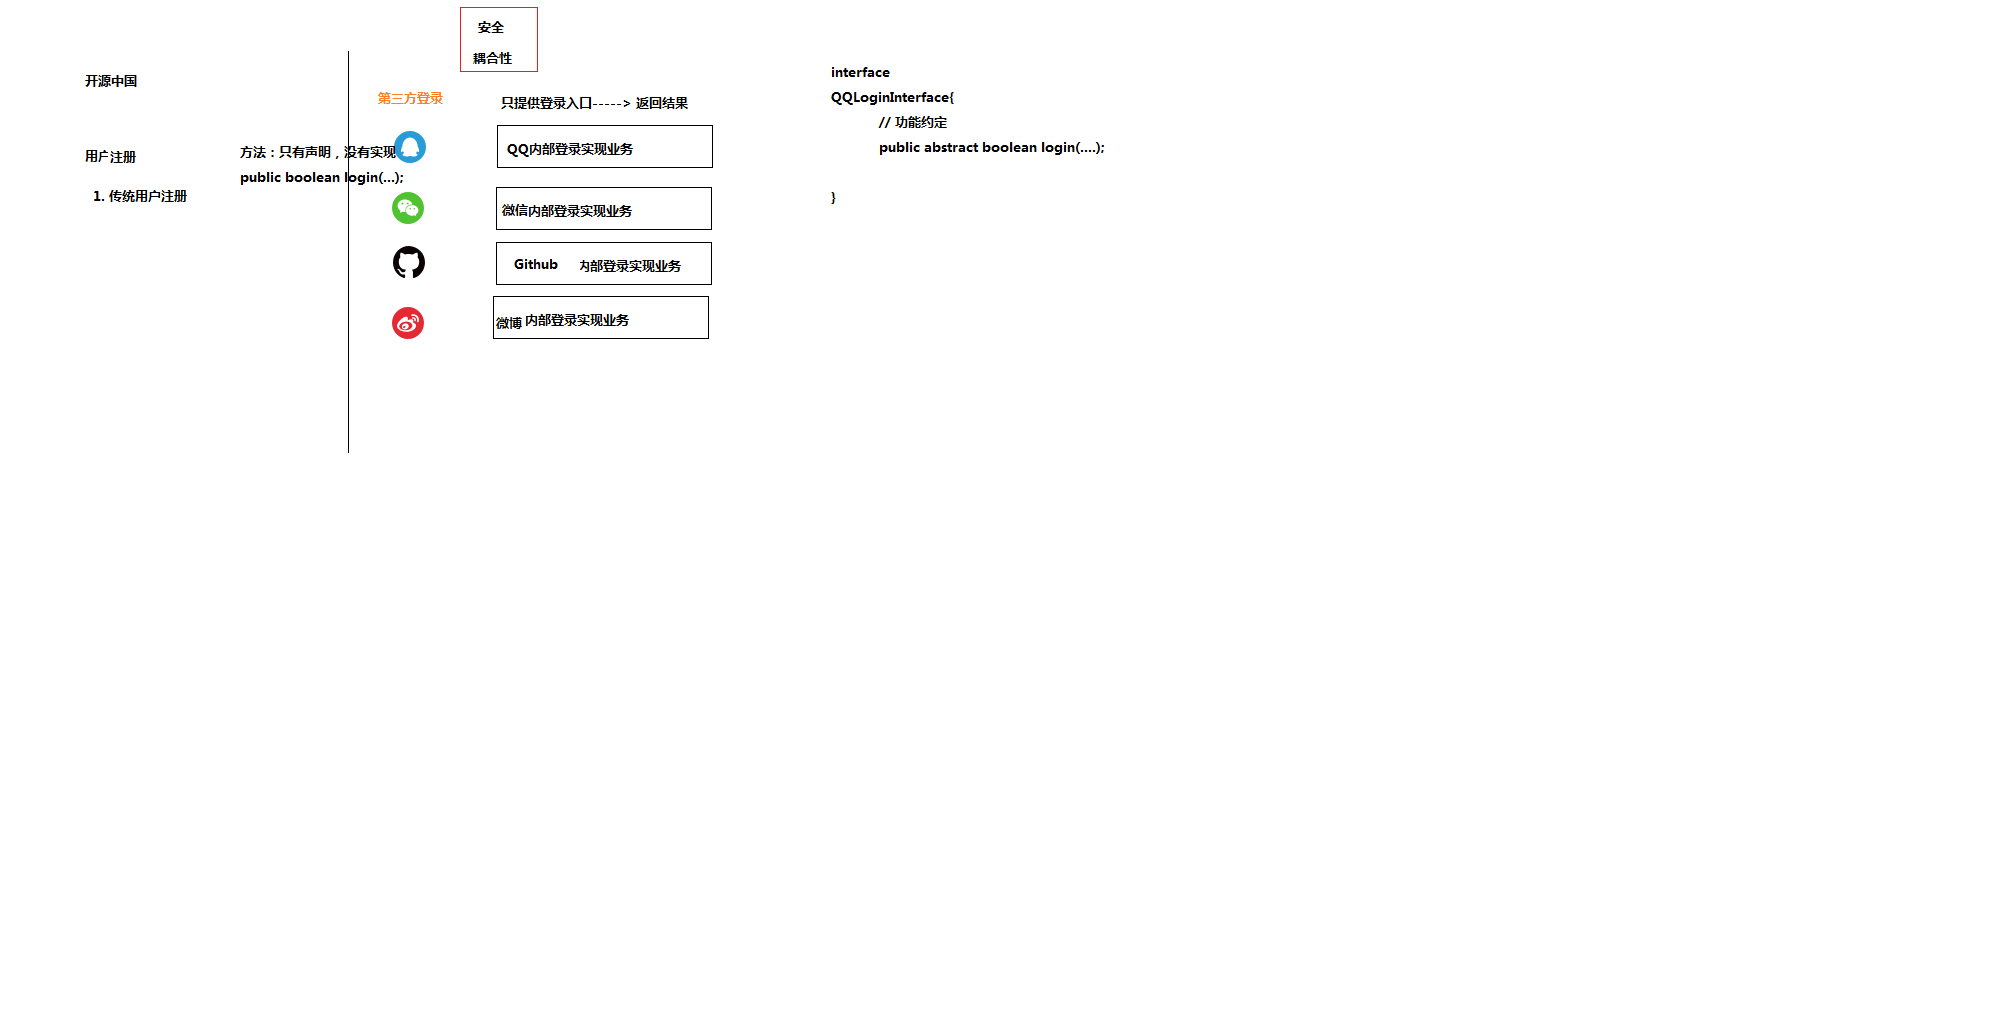 安全
耦合性
开源中国
用户注册
1. 传统用户注册
方法：只有声明，没有实现
public boolean login(...);
第三方登录
只提供登录入口-----> 返回结果
QQ内部登录实现业务
微信内部登录实现业务
Github 内部登录实现业务
微博 内部登录实现业务
interface
QQLoginInterface{
// 功能约定
public abstract boolean login(....);
}